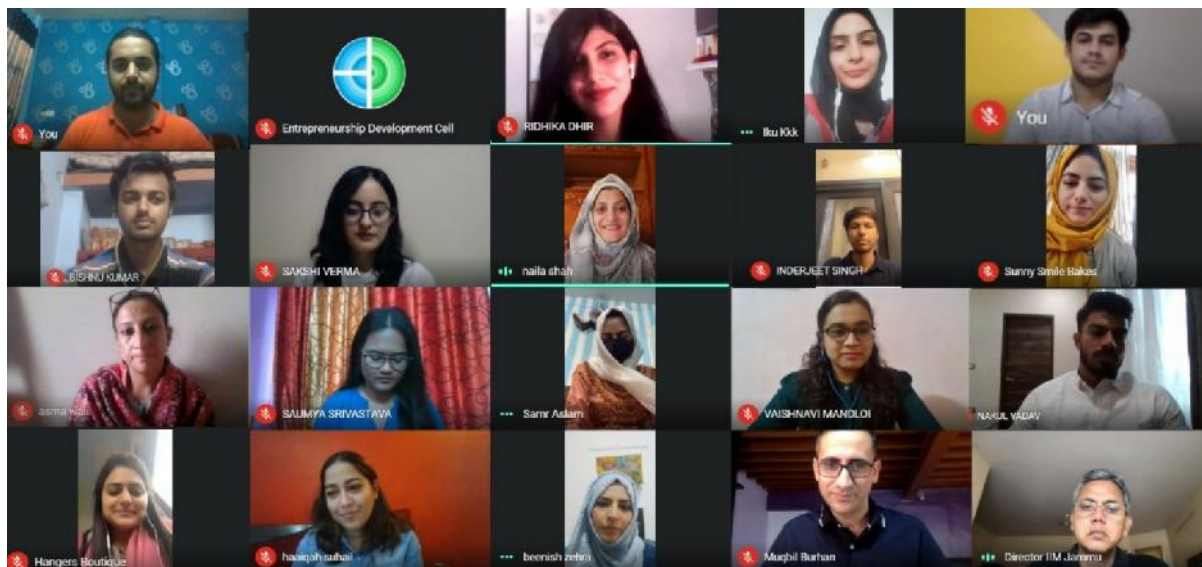 You
Entrepreneurship Development Cell
RIDHIKA DHIR
Iku Kkk
You
BISHNU KUMAR
SAKSHI VERMA
naila shah
INDERJEET SINGH
Sunny Smile Bakes
asma wali
SAUMYA SRIVASTAVA
Samr Aslam
VAISHNAVI MANDLOI
NAKUL YADAV
Hangers Boutique
haaiqah suhail
beenish zehra
Muqbil Burhan
Director IIM Jammu